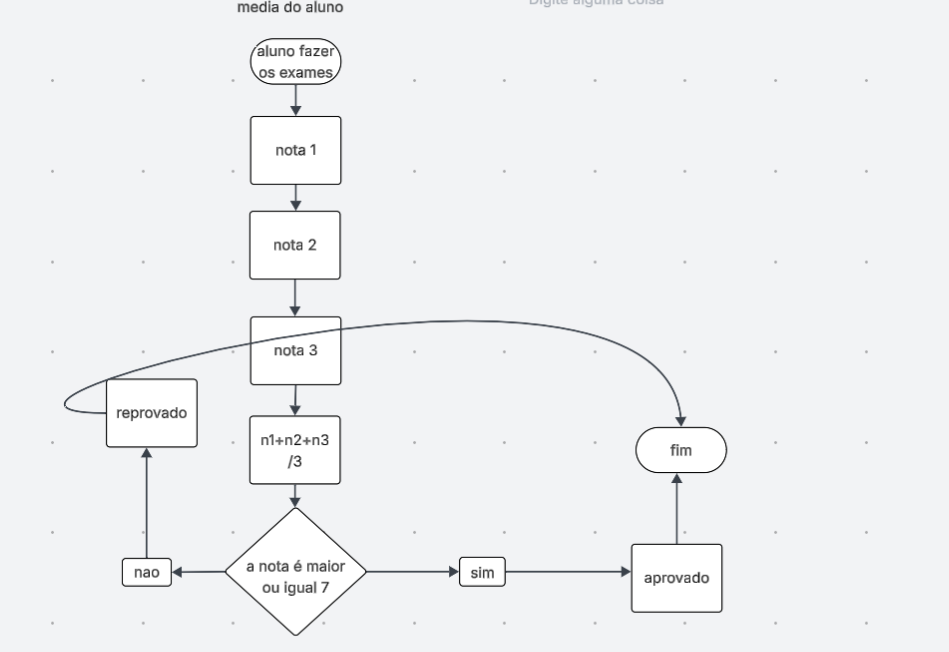 media do aluno
Digite alguma coisa
aluno fazer
os exames
nota 1
nota 2
nota 3
reprovado
n1+n2+n3
/3
fim
a nota é maior
ou igual 7
nao
sim
aprovado